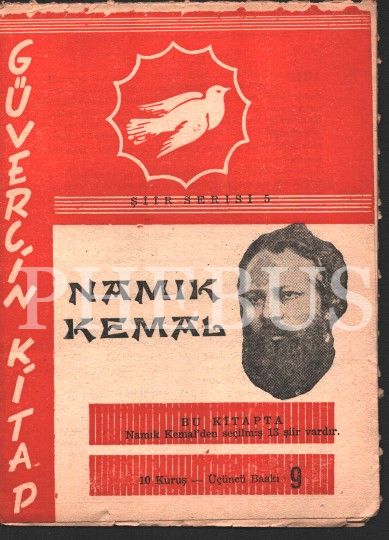 GÜVERCİN KİTAP
ŞİİR SERİSİ 5
NAMIK
KEMAL
PHEBUS
BU KİTAPTA
Namık Kemal'den seçilmiş 13 şiir vardır.
10 Kuruş — Üçüncü Baskı 9